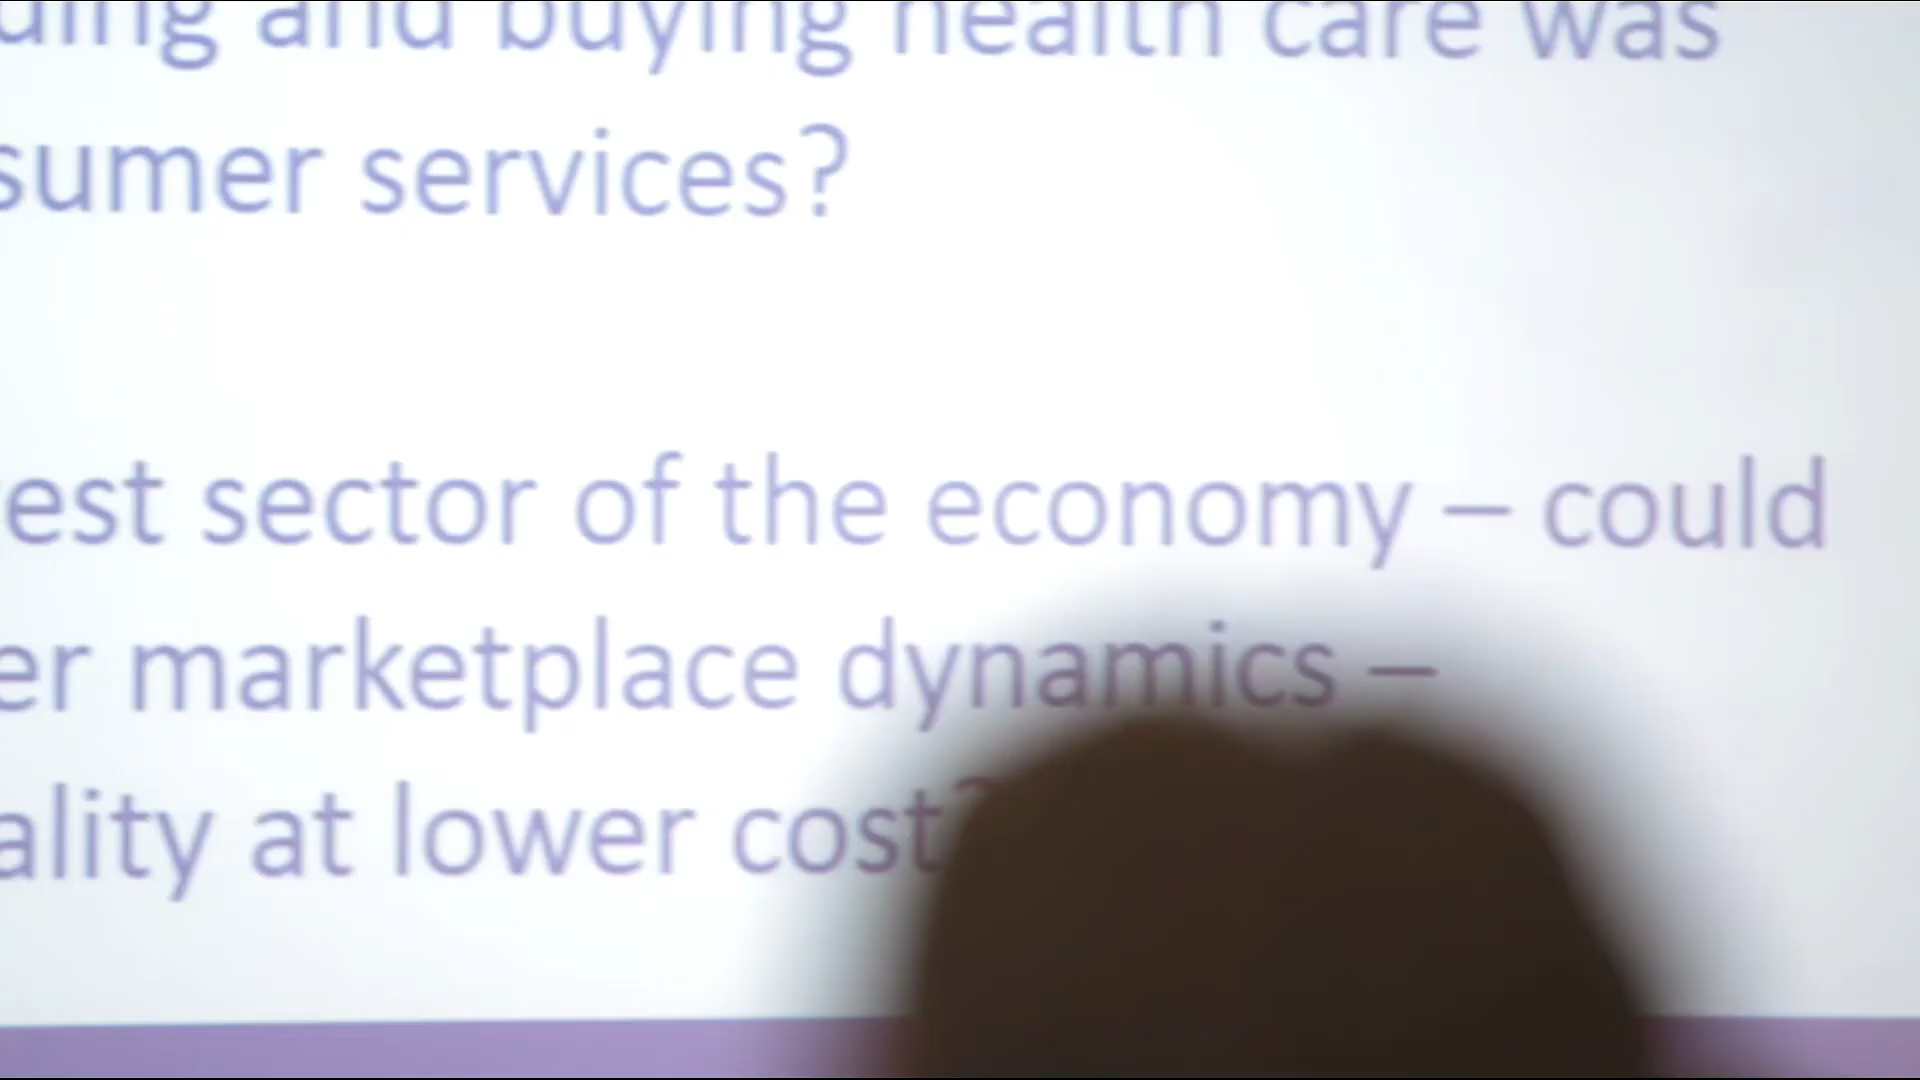 and buying health care was
sumer services?
est sector of the economy – could
er marketplace dynamics –
ality at lower cost?